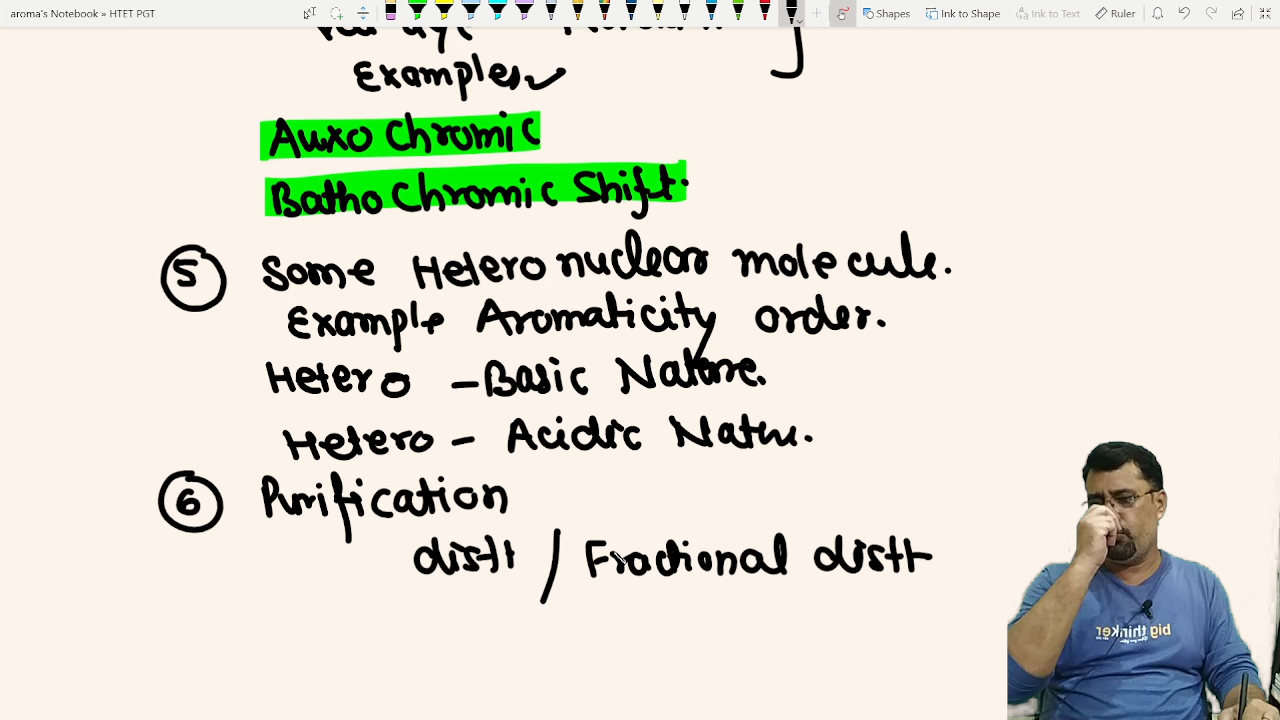 aroma's Notebook » HTET PGT
Shapes Ink to Shape Ink to Text Ruler
Examples
Auxo Chromic
Batho Chromic Shift.
5 Some Hetero nuclear molecule.
Example Aromaticity order.
Hetero - Basic Nature.
Hetero - Acidic Natu.
6 Purification
distt / Fractional distt
big thinker